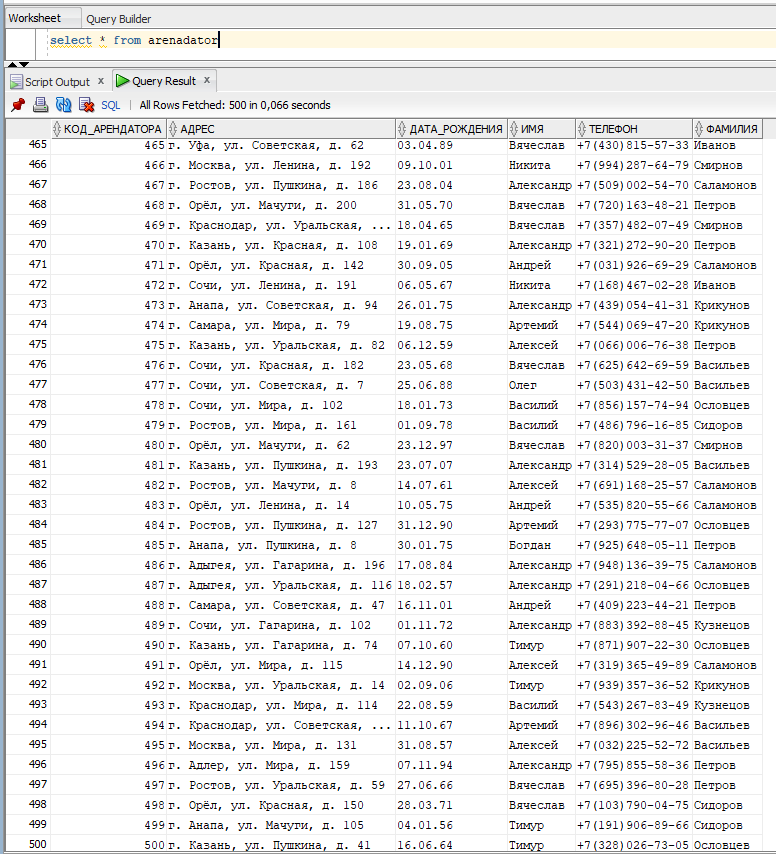 Worksheet Query Builder
select * from arenadator
Script Output x Query Result x
SQL | All Rows Fetched: 500 in 0,066 seconds
КОД_АРЕНДАТОРА АДРЕС ДАТА_РОЖДЕНИЯ ИМЯ ТЕЛЕФОН ФАМИЛИЯ
465 465 г. Уфа, ул. Советская, д. 62 03.04.89 Вячеслав +7(430)815-57-33 Иванов
466 466 г. Москва, ул. Ленина, д. 192 09.10.01 Никита +7(994)287-64-79 Смирнов
467 467 г. Ростов, ул. Пушкина, д. 186 23.08.04 Александр +7(509)002-54-70 Саламонов
468 468 г. Орёл, ул. Мачуги, д. 200 31.05.70 Вячеслав +7(720)163-48-21 Петров
469 469 г. Краснодар, ул. Уральская, ... 18.04.65 Вячеслав +7(357)482-07-49 Смирнов
470 470 г. Казань, ул. Красная, д. 108 19.01.69 Александр +7(321)272-90-20 Петров
471 471 г. Орёл, ул. Красная, д. 142 30.09.05 Андрей +7(031)926-69-29 Саламонов
472 472 г. Сочи, ул. Ленина, д. 191 06.05.67 Никита +7(168)467-02-28 Иванов
473 473 г. Анапа, ул. Советская, д. 94 26.01.75 Александр +7(439)054-41-31 Крикунов
474 474 г. Самара, ул. Мира, д. 79 19.08.75 Артемий +7(544)069-47-20 Крикунов
475 475 г. Казань, ул. Уральская, д. 82 06.12.59 Алексей +7(066)006-76-38 Петров
476 476 г. Сочи, ул. Красная, д. 182 23.05.68 Вячеслав +7(625)642-69-59 Васильев
477 477 г. Сочи, ул. Советская, д. 7 25.06.88 Олег +7(503)431-42-50 Васильев
478 478 г. Сочи, ул. Мира, д. 102 18.01.73 Василий +7(856)157-74-94 Ословцев
479 479 г. Ростов, ул. Мира, д. 161 01.09.78 Василий +7(486)796-16-85 Сидоров
480 480 г. Орёл, ул. Мачуги, д. 62 23.12.97 Вячеслав +7(820)003-31-37 Смирнов
481 481 г. Казань, ул. Пушкина, д. 193 23.07.07 Александр +7(314)529-28-05 Васильев
482 482 г. Ростов, ул. Мачуги, д. 8 14.07.61 Алексей +7(691)168-25-57 Саламонов
483 483 г. Орёл, ул. Ленина, д. 14 10.05.75 Андрей +7(535)820-55-66 Саламонов
484 484 г. Ростов, ул. Пушкина, д. 127 31.12.90 Артемий +7(293)775-77-07 Ословцев
485 485 г. Анапа, ул. Пушкина, д. 8 30.01.75 Богдан +7(925)648-05-11 Петров
486 486 г. Адыгея, ул. Гагарина, д. 196 17.08.84 Александр +7(948)136-39-75 Саламонов
487 487 г. Адыгея, ул. Уральская, д. 116 18.02.57 Александр +7(291)218-04-66 Ословцев
488 488 г. Самара, ул. Советская, д. 47 16.11.01 Андрей +7(409)223-44-21 Петров
489 489 г. Сочи, ул. Гагарина, д. 102 01.11.72 Александр +7(883)392-88-45 Кузнецов
490 490 г. Казань, ул. Гагарина, д. 74 07.10.60 Тимур +7(871)907-22-30 Ословцев
491 491 г. Орёл, ул. Мира, д. 115 14.12.90 Алексей +7(319)365-49-89 Саламонов
492 492 г. Москва, ул. Уральская, д. 14 02.09.06 Тимур +7(939)357-36-52 Крикунов
493 493 г. Краснодар, ул. Мира, д. 114 22.08.59 Василий +7(543)267-83-49 Кузнецов
494 494 г. Краснодар, ул. Советская, ... 11.10.67 Артемий +7(896)302-96-46 Васильев
495 495 г. Москва, ул. Мира, д. 131 31.08.57 Алексей +7(032)225-52-72 Васильев
496 496 г. Адлер, ул. Мира, д. 159 07.11.94 Александр +7(795)855-58-36 Петров
497 497 г. Ростов, ул. Уральская, д. 59 27.06.66 Вячеслав +7(695)396-80-28 Петров
498 498 г. Орёл, ул. Красная, д. 150 28.03.71 Вячеслав +7(103)790-04-75 Сидоров
499 499 г. Анапа, ул. Мачуги, д. 105 04.01.56 Тимур +7(191)906-89-66 Сидоров
500 500 г. Казань, ул. Пушкина, д. 41 16.06.64 Тимур +7(328)026-73-05 Ословцев